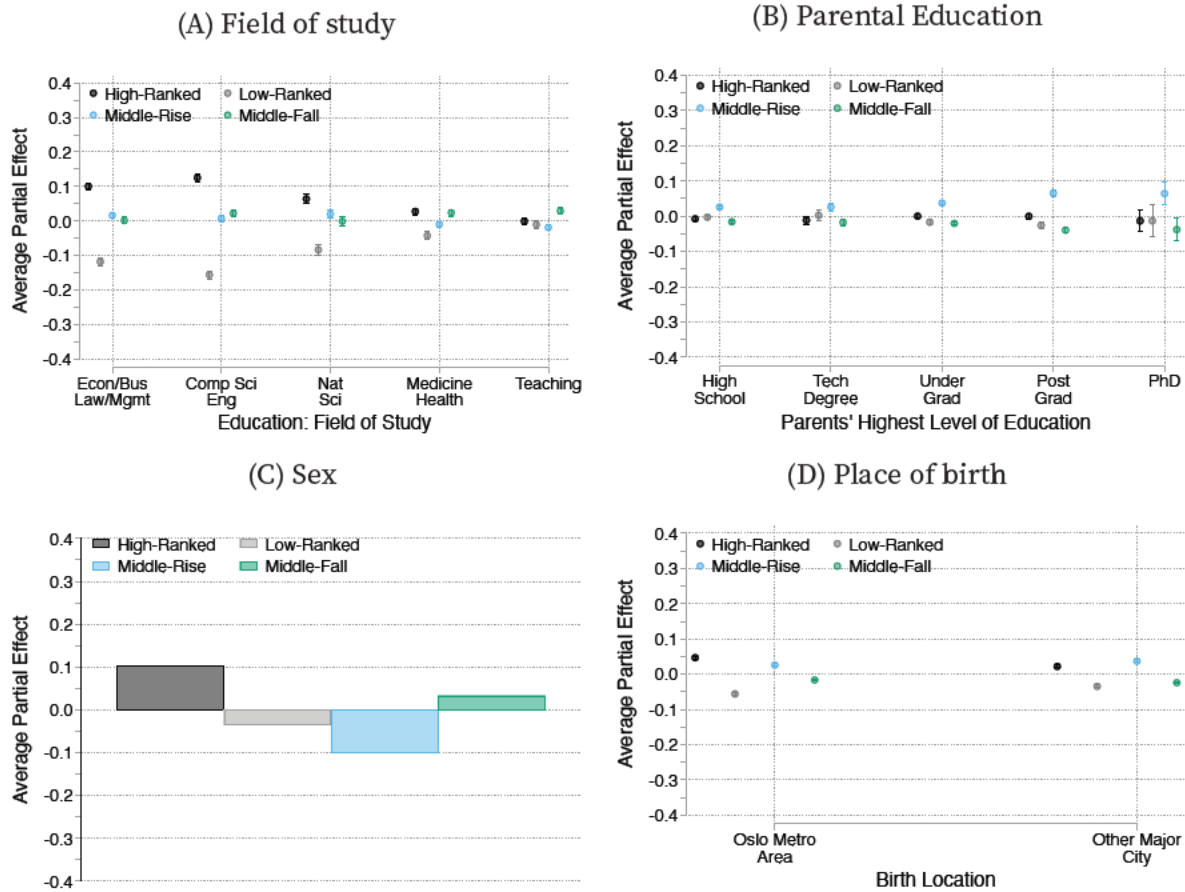 (A) Field of study
0.4
0.3
0.2
0.1
0.0
-0.1
-0.2
-0.3
-0.4
Average Partial Effect
High-Ranked Low-Ranked
Middle-Rise Middle-Fall
Econ/Bus Comp Sci Nat Medicine Teaching
Law/Mgmt Eng Sci Health
Education: Field of Study
(B) Parental Education
0.4
0.3
0.2
0.1
0.0
-0.1
-0.2
-0.3
-0.4
Average Partial Effect
High-Ranked Low-Ranked
Middle-Rise Middle-Fall
High Tech Under Post PhD
School Degree Grad Grad
Parents' Highest Level of Education
(C) Sex
0.4
0.3
0.2
0.1
0.0
-0.1
-0.2
-0.3
-0.4
Average Partial Effect
High-Ranked Low-Ranked
Middle-Rise Middle-Fall
(D) Place of birth
0.4
0.3
0.2
0.1
0.0
-0.1
-0.2
-0.3
-0.4
Average Partial Effect
High-Ranked Low-Ranked
Middle-Rise Middle-Fall
Oslo Metro Other Major
Area City
Birth Location